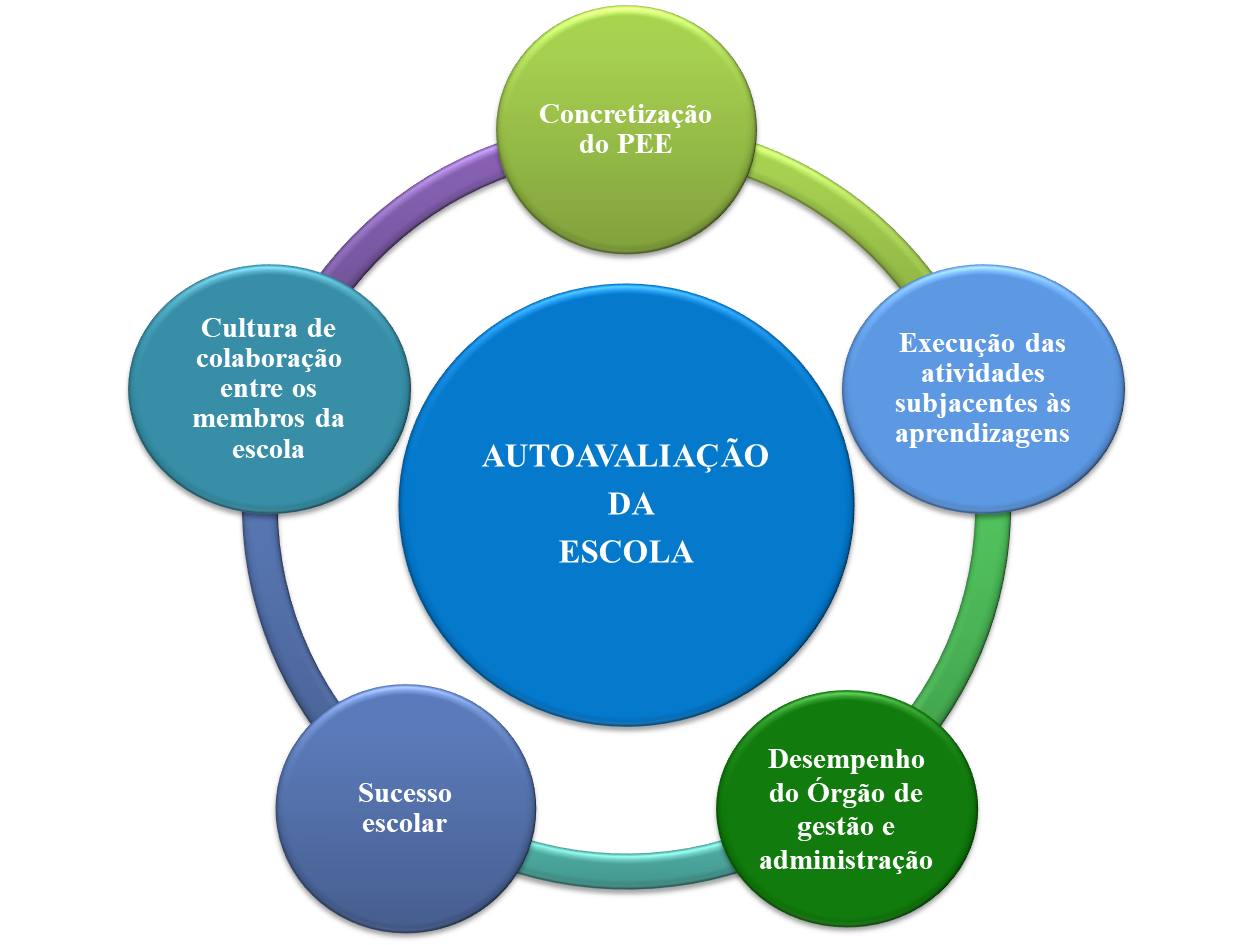 Concretização
do PEE
Execução das
atividades
subjacentes às
aprendizagens
Desempenho
do Órgão de
gestão e
administração
Sucesso
escolar
Cultura de
colaboração
entre os
membros da
escola
AUTOAVALIAÇÃO
DA
ESCOLA